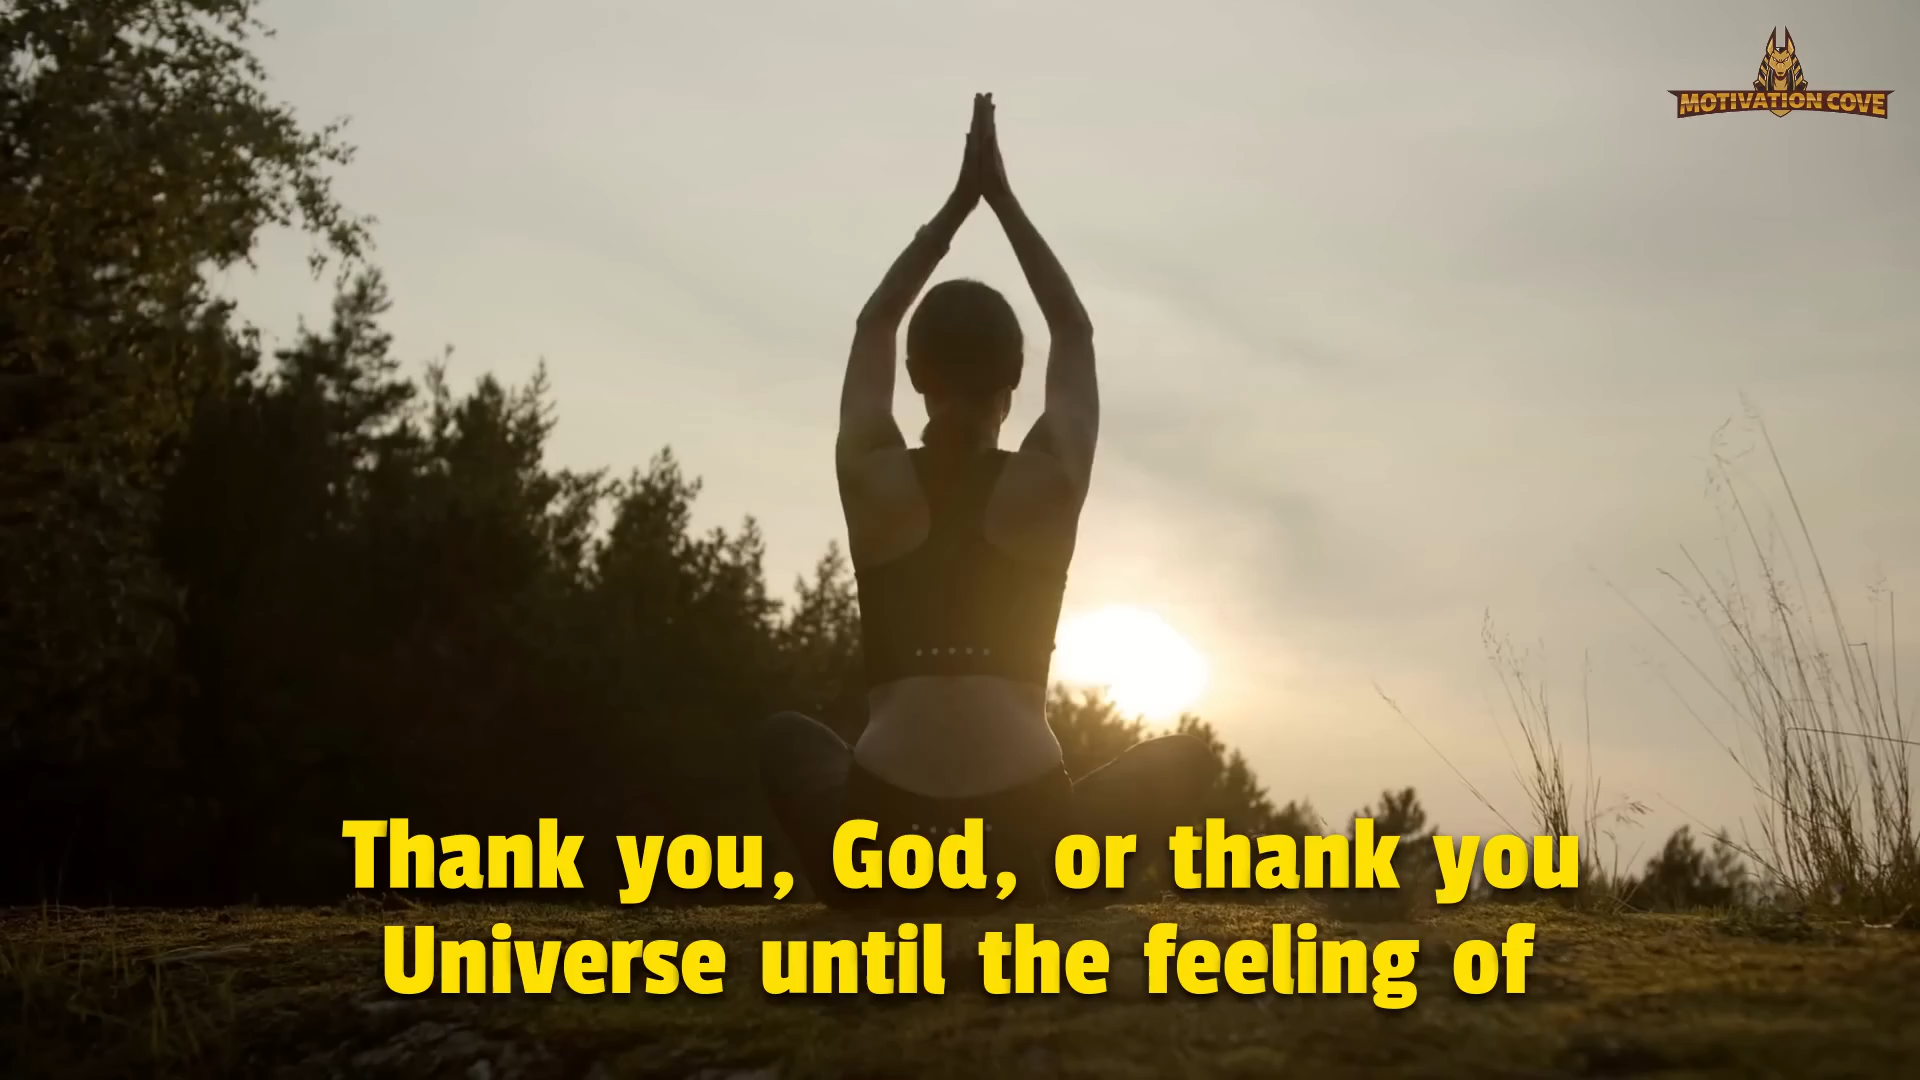 MOTIVATION COVE
Thank you, God, or thank you
Universe until the feeling of